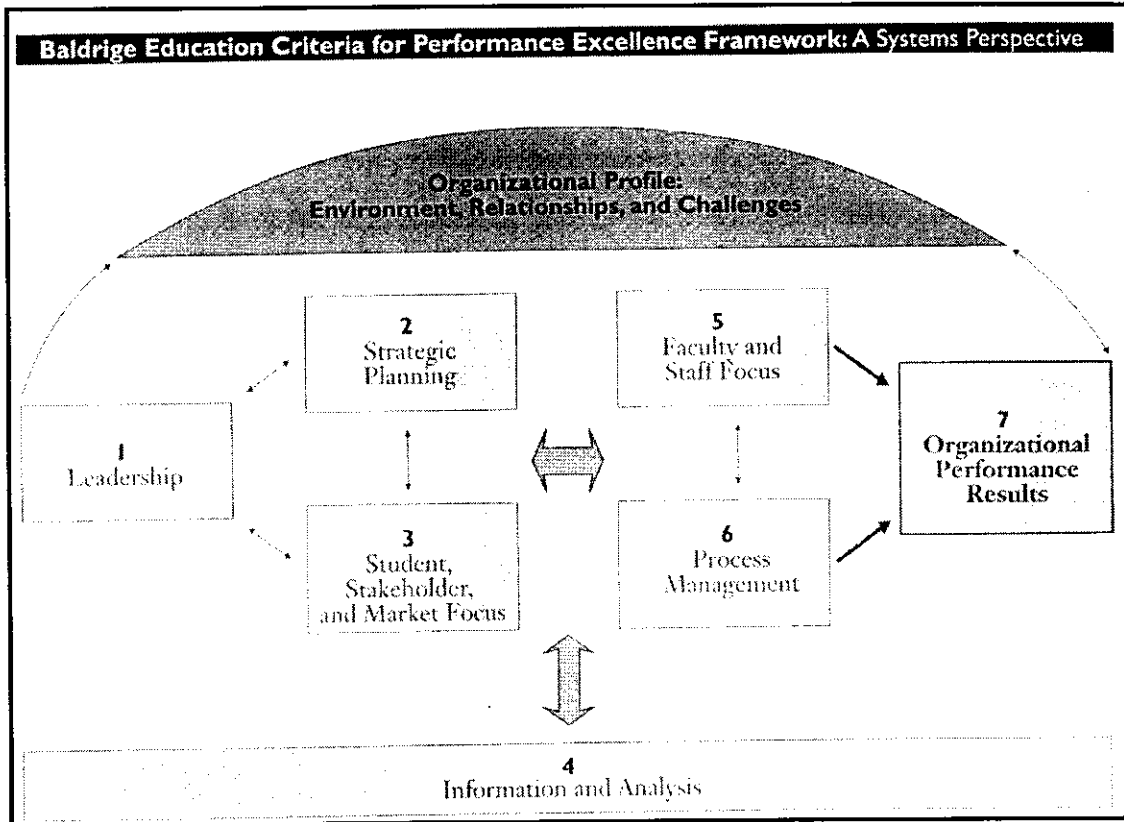 Baldrige Education Criteria for Performance Excellence Framework: A Systems Perspective
Organizational Profile:
Environment, Relationships, and Challenges
2
Strategic
Planning
5
Faculty and
Staff Focus
1
Leadership
7
Organizational
Performance
Results
3
Student,
Stakeholder,
and Market Focus
6
Process
Management
4
Information and Analysis